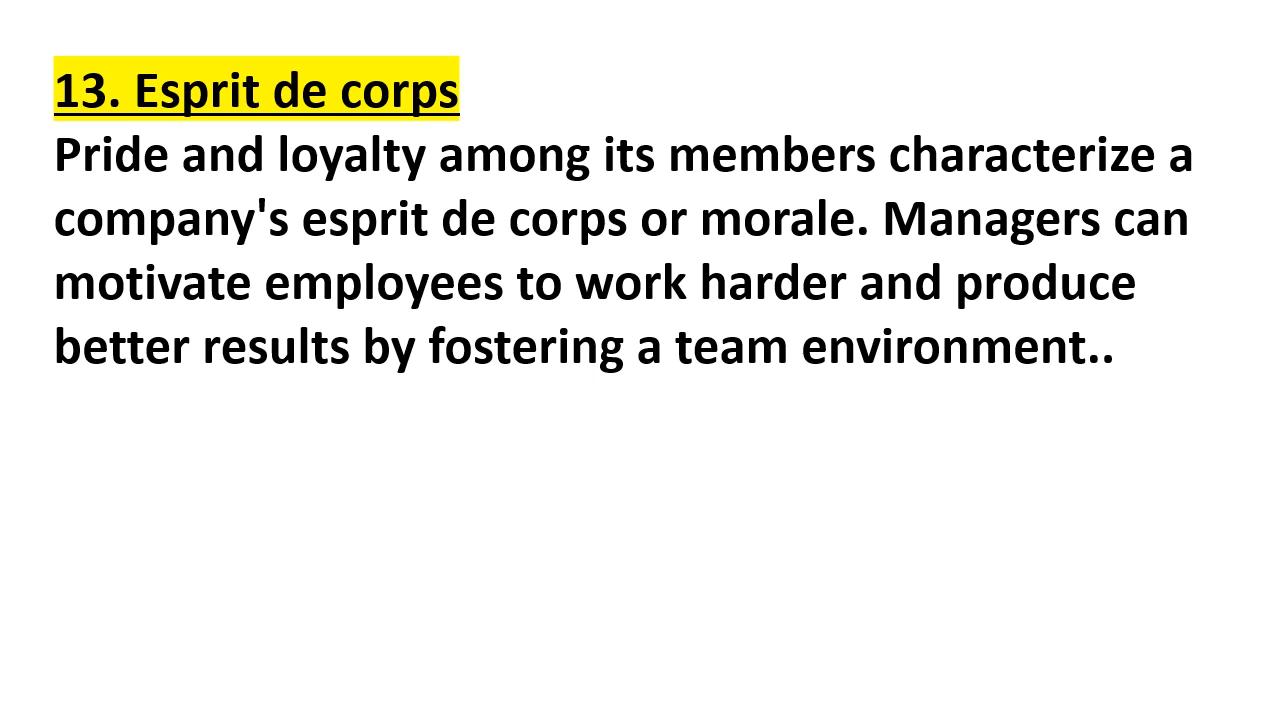 13. Esprit de corps
Pride and loyalty among its members characterize a
company's esprit de corps or morale. Managers can
motivate employees to work harder and produce
better results by fostering a team environment..